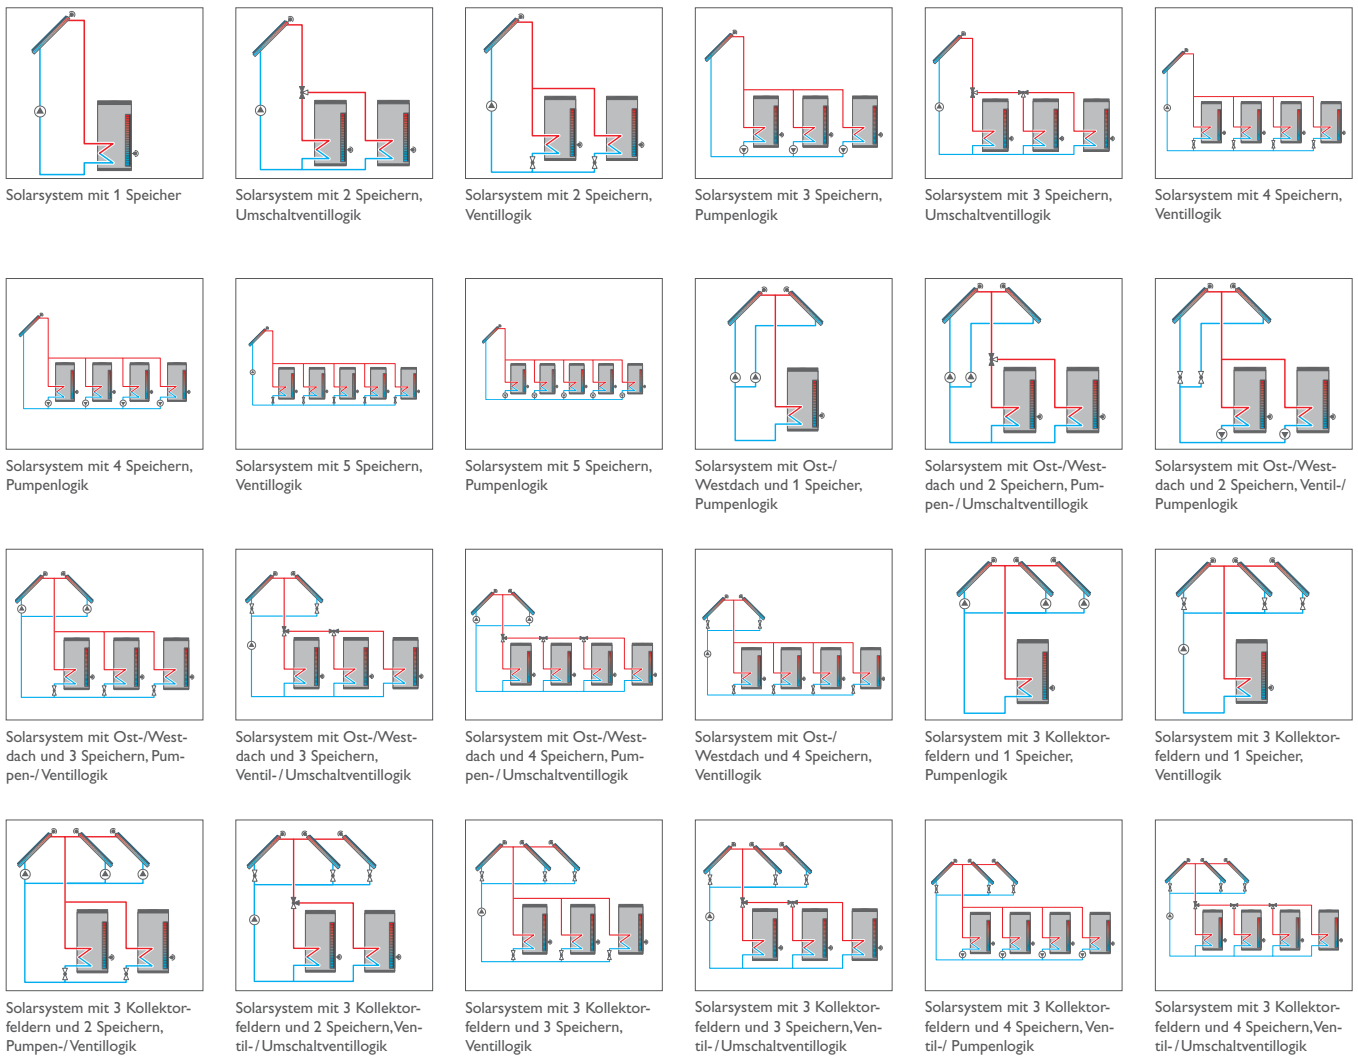 Solarsystem mit 1 Speicher
Solarsystem mit 2 Speichern,
Umschaltventillogik
Solarsystem mit 2 Speichern,
Ventillogik
Solarsystem mit 3 Speichern,
Pumpenlogik
Solarsystem mit 3 Speichern,
Umschaltventillogik
Solarsystem mit 4 Speichern,
Ventillogik
Solarsystem mit 4 Speichern,
Pumpenlogik
Solarsystem mit 5 Speichern,
Ventillogik
Solarsystem mit 5 Speichern,
Pumpenlogik
Solarsystem mit Ost-/
Westdach und 1 Speicher,
Pumpenlogik
Solarsystem mit Ost-/West-
dach und 2 Speichern, Pum-
pen-/Umschaltventillogik
Solarsystem mit Ost-/West-
dach und 2 Speichern, Ventil-/
Pumpenlogik
Solarsystem mit Ost-/West-
dach und 3 Speichern, Pum-
pen-/Ventillogik
Solarsystem mit Ost-/West-
dach und 3 Speichern,
Ventil-/Umschaltventillogik
Solarsystem mit Ost-/West-
dach und 4 Speichern, Pum-
pen-/Umschaltventillogik
Solarsystem mit Ost-/
Westdach und 4 Speichern,
Ventillogik
Solarsystem mit 3 Kollektor-
feldern und 1 Speicher,
Pumpenlogik
Solarsystem mit 3 Kollektor-
feldern und 1 Speicher,
Ventillogik
Solarsystem mit 3 Kollektor-
feldern und 2 Speichern,
Pumpen-/Ventillogik
Solarsystem mit 3 Kollektor-
feldern und 2 Speichern, Ven-
til-/Umschaltventillogik
Solarsystem mit 3 Kollektor-
feldern und 3 Speichern,
Ventillogik
Solarsystem mit 3 Kollektor-
feldern und 3 Speichern, Ven-
til-/Umschaltventillogik
Solarsystem mit 3 Kollektor-
feldern und 4 Speichern, Ven-
til-/ Pumpenlogik
Solarsystem mit 3 Kollektor-
feldern und 4 Speichern, Ven-
til-/Umschaltventillogik